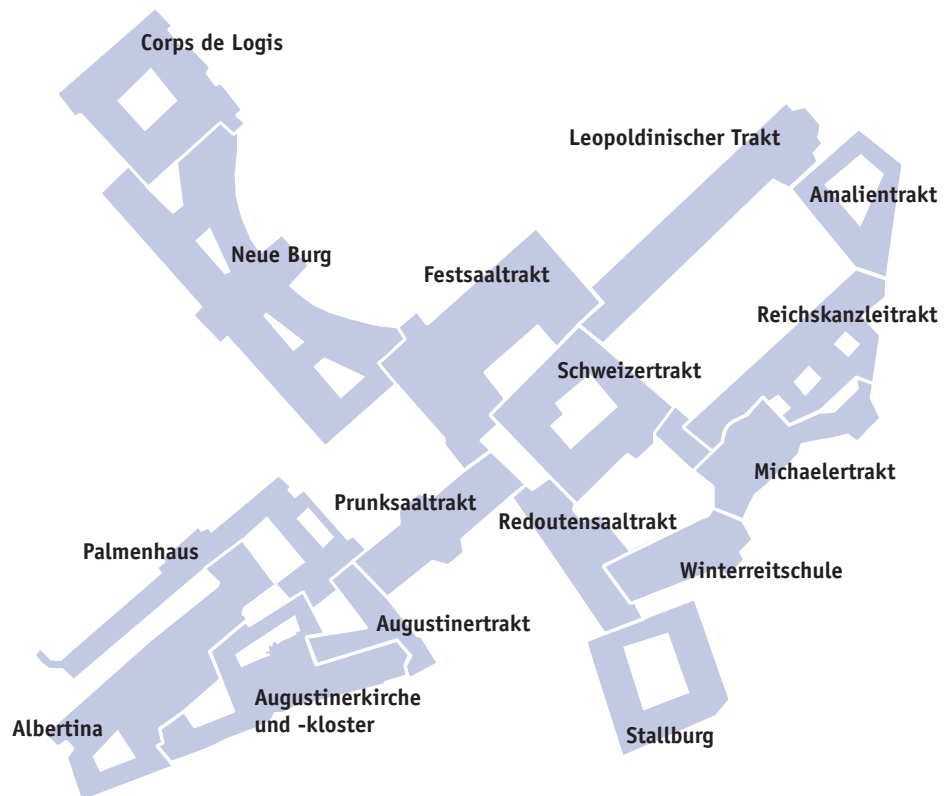 Corps de Logis
Leopoldinischer Trakt
Amalientrakt
Neue Burg
Festsaaltrakt
Reichskanzleitrakt
Schweizertrakt
Michaelertrakt
Prunksaaltrakt
Redoutensaaltrakt
Palmenhaus
Winterreitschule
Augustinertrakt
Augustinerkirche
und -kloster
Albertina
Stallburg